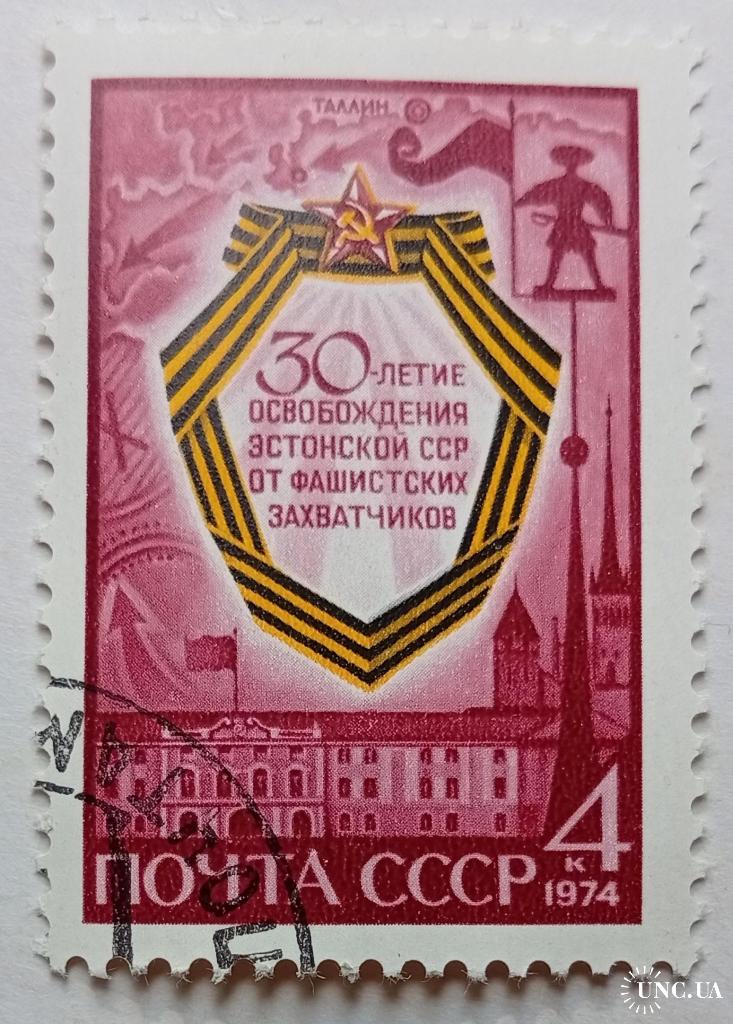 ТАЛЛИН
30-ЛЕТИЕ
ОСВОБОЖДЕНИЯ
ЭСТОНСКОЙ ССР
ОТ ФАШИСТСКИХ
ЗАХВАТЧИКОВ
4
К
ПОЧТА СССР 1974
UNC.UA